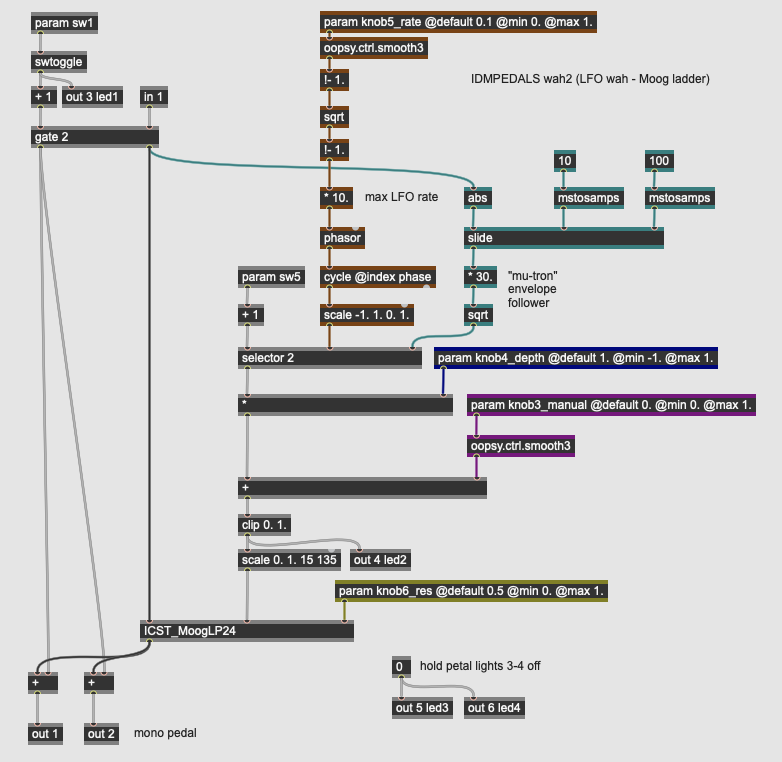 param sw1
param knob5_rate @default 0.1 @min 0. @max 1.
oopsy.ctrl.smooth3
swtoggle
!- 1.
IDMPEDALS wah2 (LFO wah - Moog ladder)
+ 1
out 3 led1
in 1
sqrt
gate 2
!- 1.
10
100
* 10.
max LFO rate
abs
mstosamps
mstosamps
phasor
slide
param sw5
cycle @index phase
* 30.
"mu-tron"
envelope
follower
+ 1
scale -1. 1. 0. 1.
sqrt
selector 2
param knob4_depth @default 1. @min -1. @max 1.
*
param knob3_manual @default 0. @min 0. @max 1.
oopsy.ctrl.smooth3
+
clip 0. 1.
scale 0. 1. 15 135
out 4 led2
param knob6_res @default 0.5 @min 0. @max 1.
ICST_MoogLP24
0
hold petal lights 3-4 off
+
+
out 5 led3
out 6 led4
out 1
out 2
mono pedal